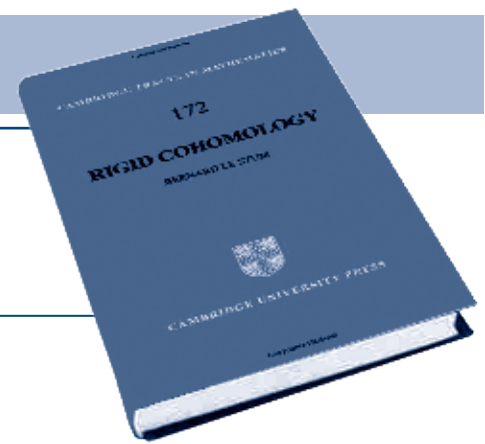 CAMBRIDGE TRACTS IN MATHEMATICS
172
RIGID COHOMOLOGY
BERNARD LE STUM
CAMBRIDGE UNIVERSITY PRESS